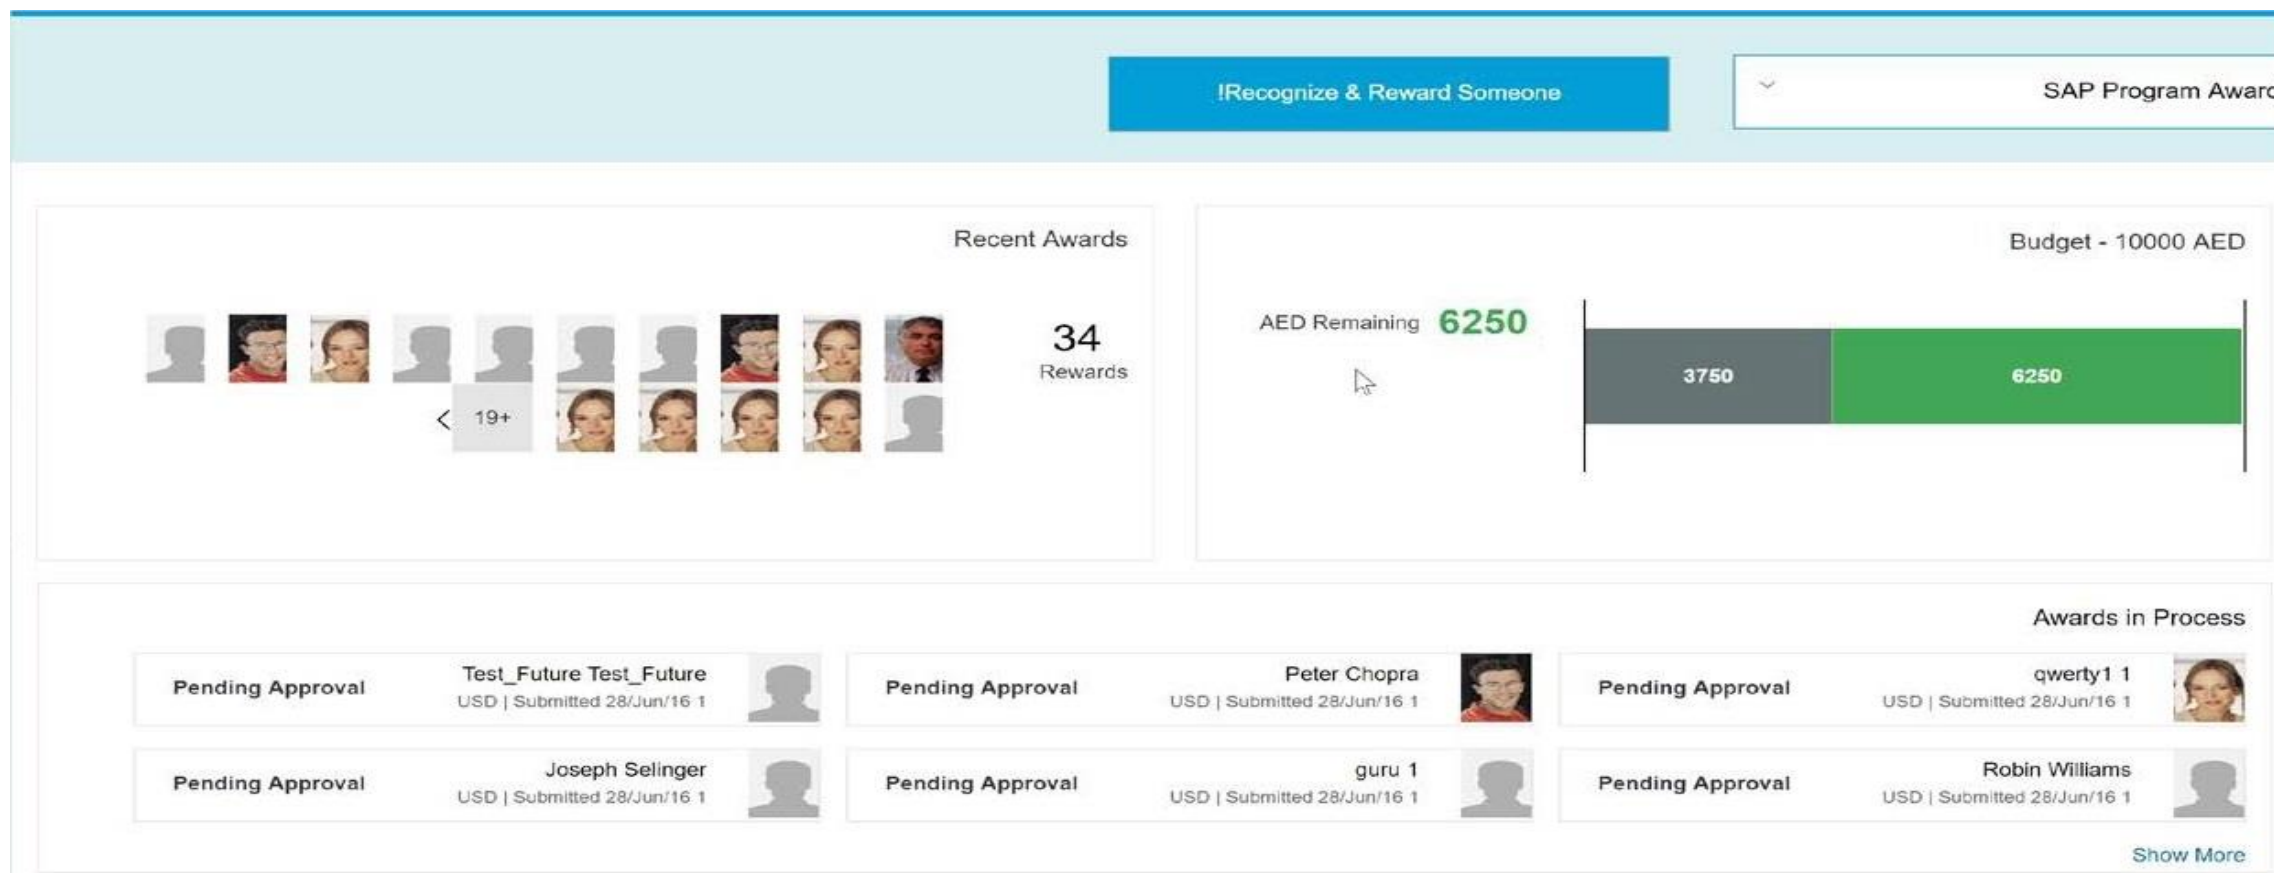 !Recognize & Reward Someone
SAP Program Award
Recent Awards
34
Rewards
19+
Budget - 10000 AED
AED Remaining 6250
3750
6250
Awards in Process
Pending Approval
Test_Future Test_Future
USD | Submitted 28/Jun/16 1
Pending Approval
Peter Chopra
USD | Submitted 28/Jun/16 1
Pending Approval
qwerty1 1
USD | Submitted 28/Jun/16 1
Pending Approval
Joseph Selinger
USD | Submitted 28/Jun/16 1
Pending Approval
guru 1
USD | Submitted 28/Jun/16 1
Pending Approval
Robin Williams
USD | Submitted 28/Jun/16 1
Show More